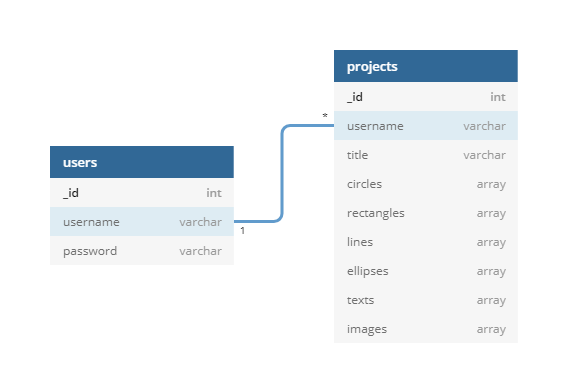 users
_id int
username varchar
password varchar
1
*
projects
_id int
username varchar
title varchar
circles array
rectangles array
lines array
ellipses array
texts array
images array